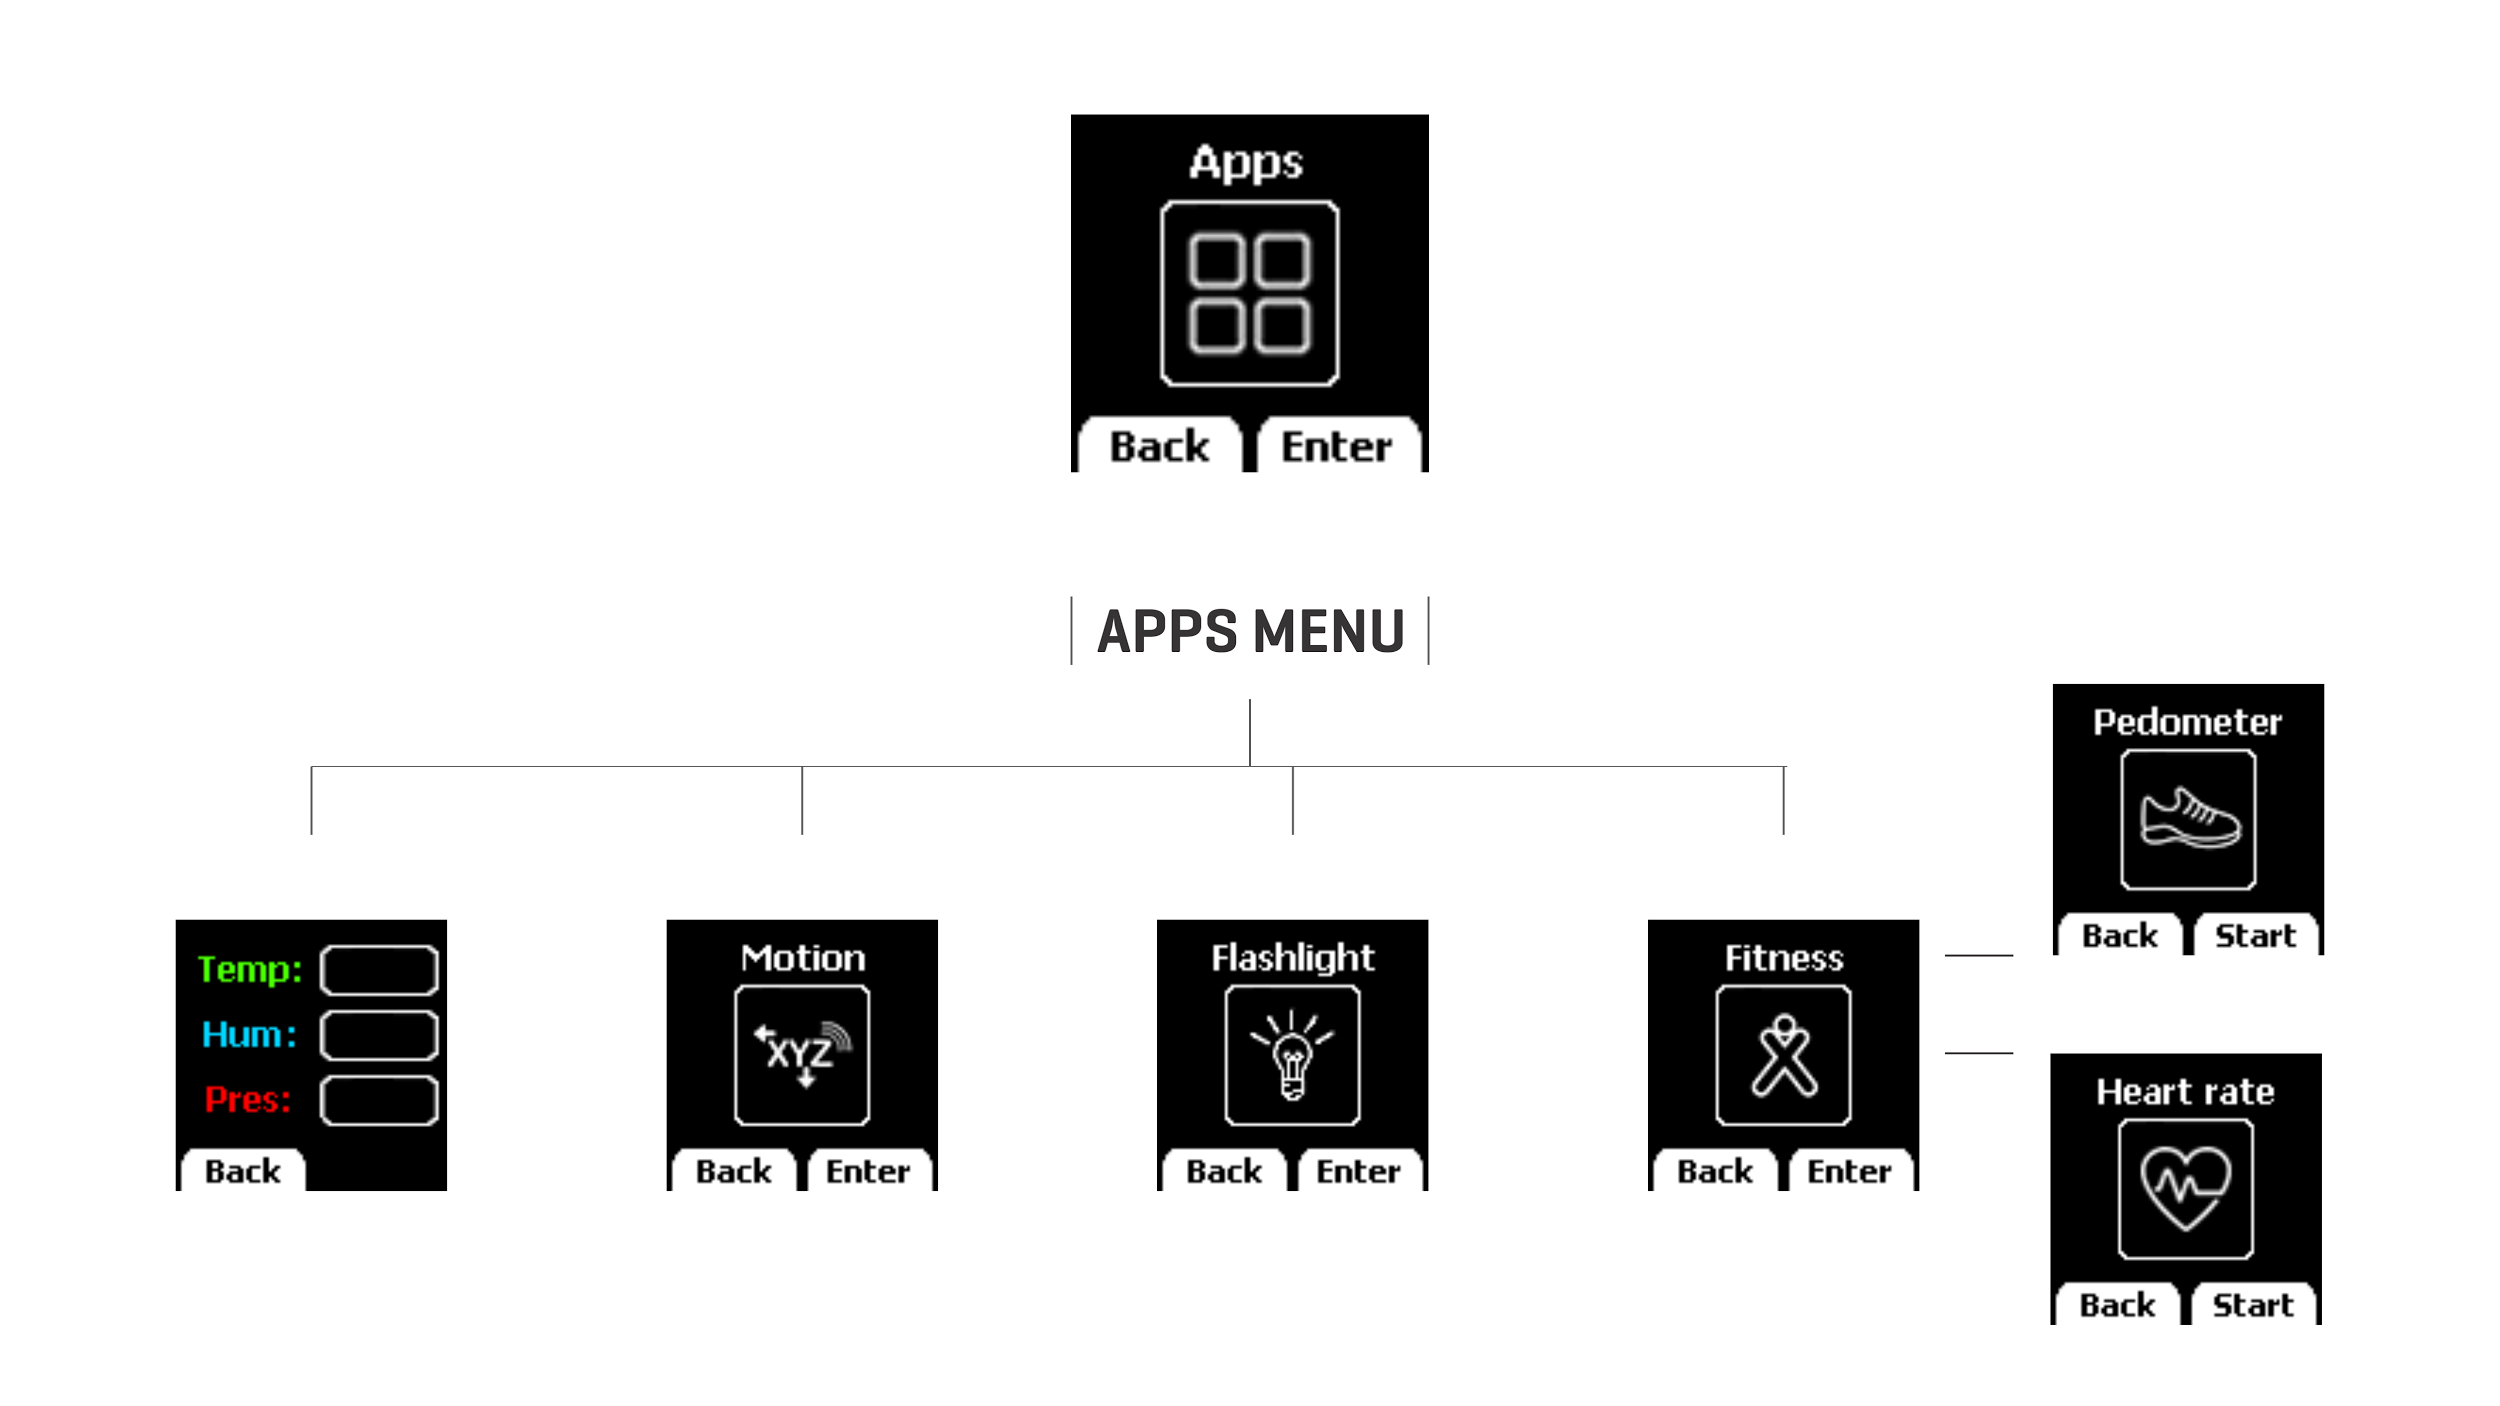 Apps
Back Enter
APPS MENU
Temp:
Hum:
Pres:
Back
Motion
XYZ
Back Enter
Flashlight
Back Enter
Fitness
Back Enter
Pedometer
Back Start
Heart rate
Back Start